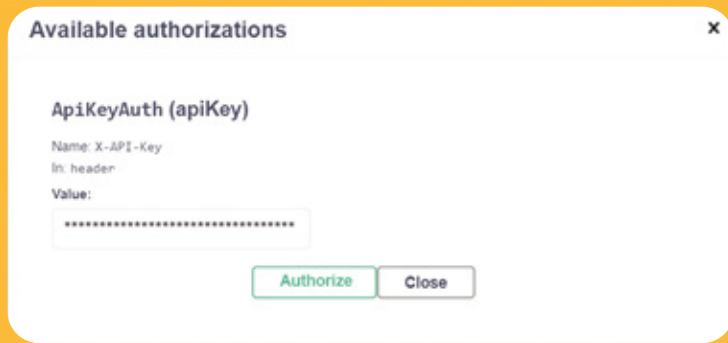 Available authorizations x
ApiKeyAuth (apiKey)
Name: X-API-Key
In: header
Value:
**********************************
Authorize Close